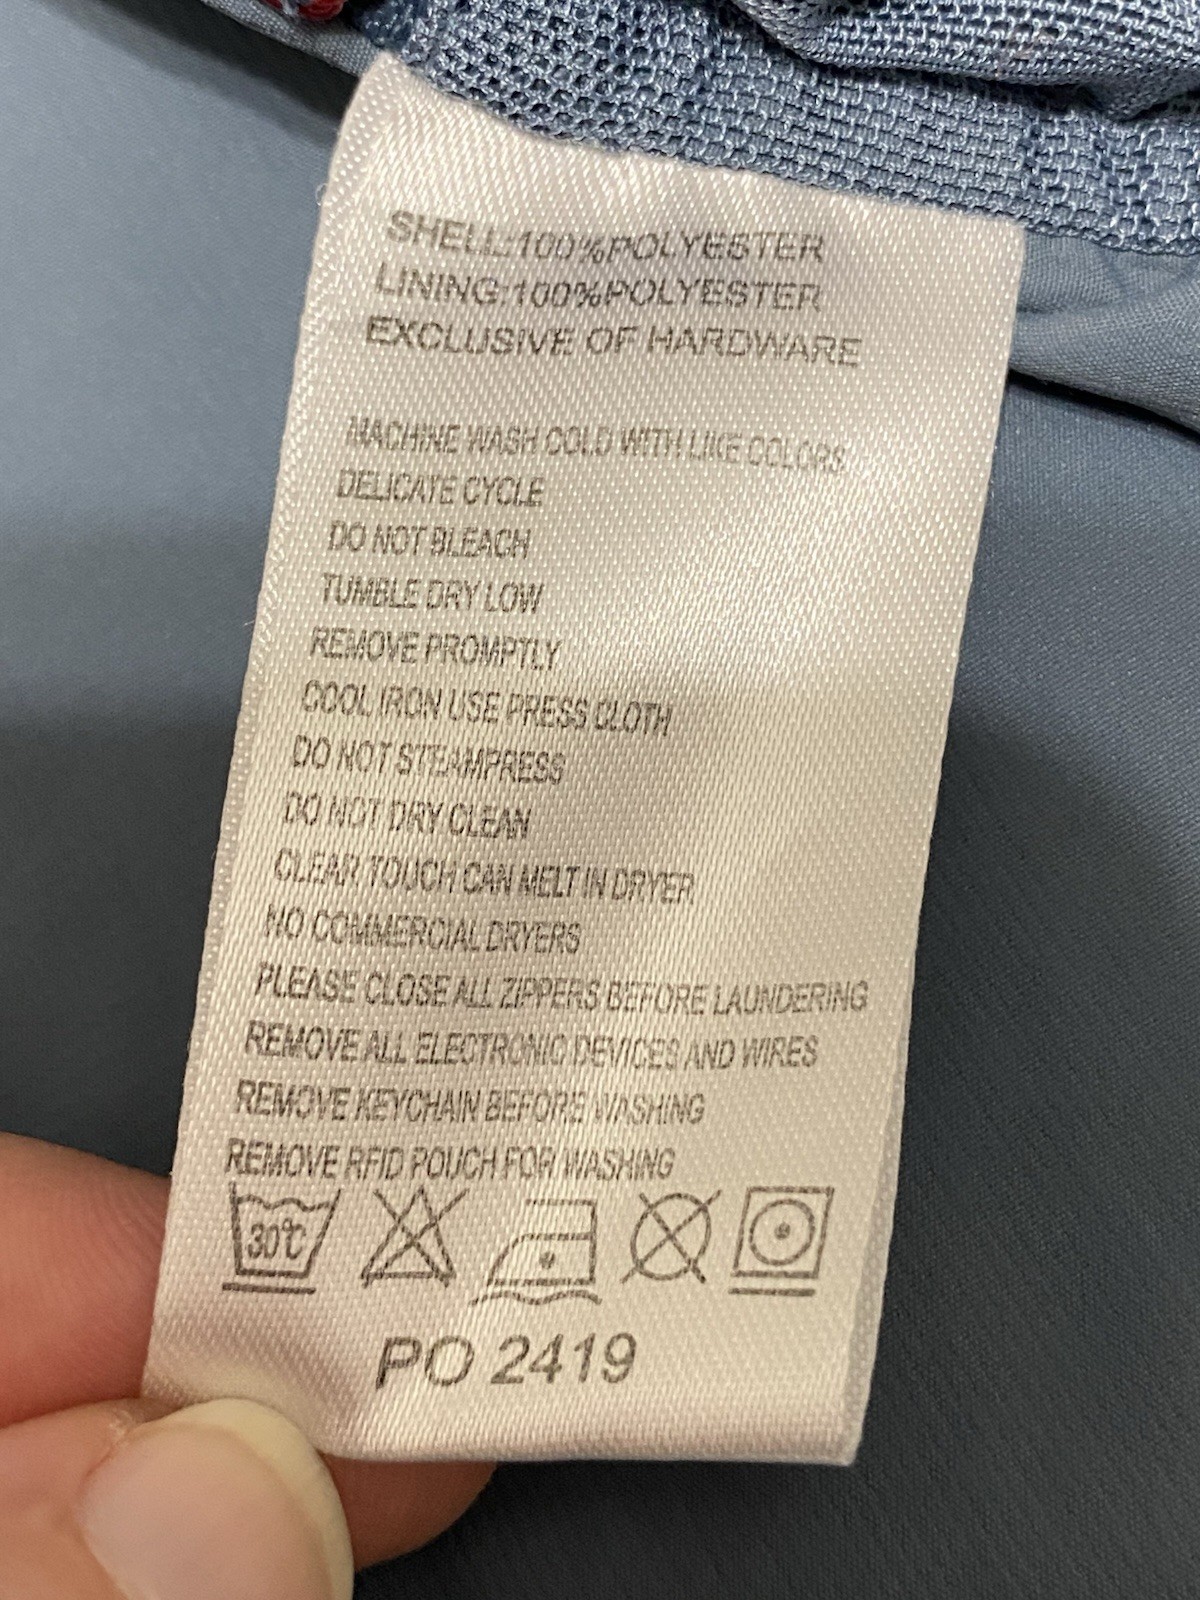 SHELL:100%POLYESTER
LINING:100%POLYESTER
EXCLUSIVE OF HARDWARE
MACHINE WASH COLD WITH LIKE COLORS
DELICATE CYCLE
DO NOT BLEACH
TUMBLE DRY LOW
REMOVE PROMPTLY
COOL IRON USE PRESS CLOTH
DO NOT STEAMPRESS
DO NOT DRY CLEAN
CLEAR TOUCH CAN MELT IN DRYER
NO COMMERCIAL DRYERS
PLEASE CLOSE ALL ZIPPERS BEFORE LAUNDERING
REMOVE ALL ELECTRONIC DEVICES AND WIRES
REMOVE KEYCHAIN BEFORE WASHING
REMOVE RFID POUCH FOR WASHING
30℃
PO 2419